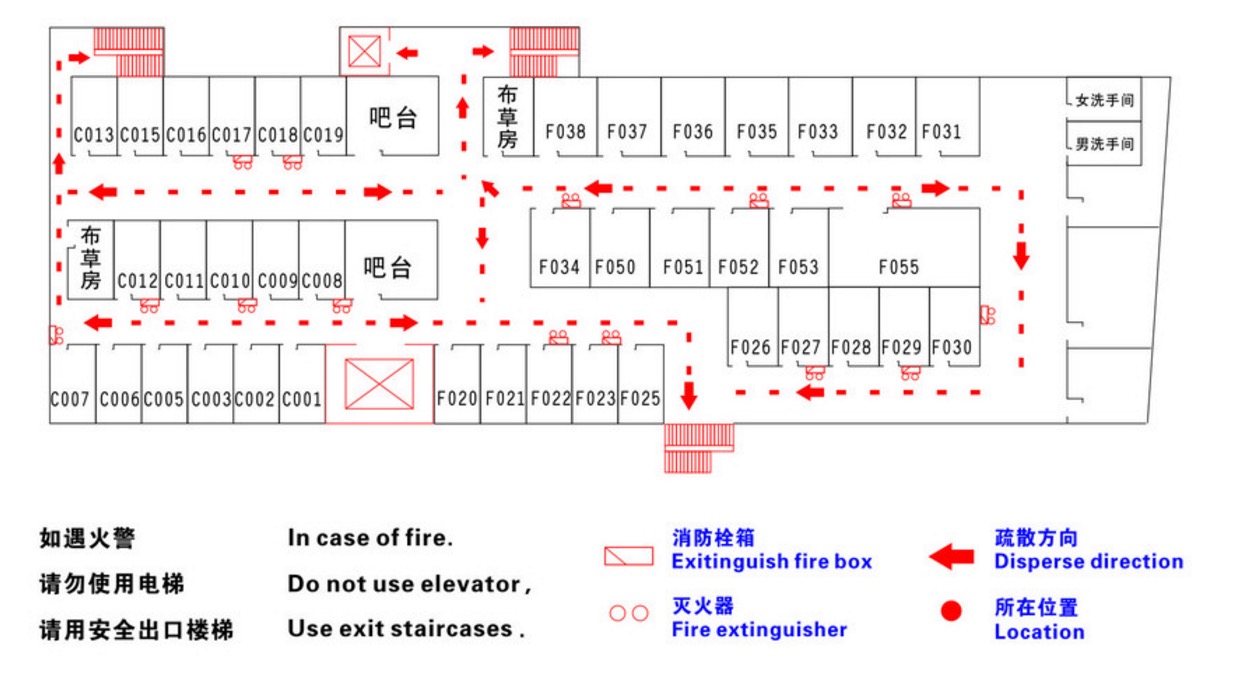 C013 C015 C016 C017 C018 C019 吧台
布草房 F038 F037 F036 F035 F033 F032 F031
女洗手间
男洗手间
布草房 C012 C011 C010 C009 C008 吧台
F034 F050 F051 F052 F053 F055
F026 F027 F028 F029 F030
C007 C006 C005 C003 C002 C001 F020 F021 F022 F023 F025
如遇火警 In case of fire.
请勿使用电梯 Do not use elevator,
请用安全出口楼梯 Use exit staircases .
消防栓箱
Exitinguish fire box
灭火器
Fire extinguisher
疏散方向
Disperse direction
所在位置
Location